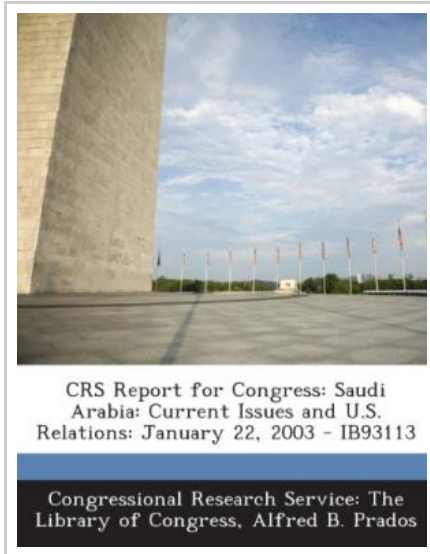 CRS Report for Congress: Saudi
Arabia: Current Issues and U.S.
Relations: January 22, 2003 - IB93113
Congressional Research Service: The
Library of Congress, Alfred B. Prados